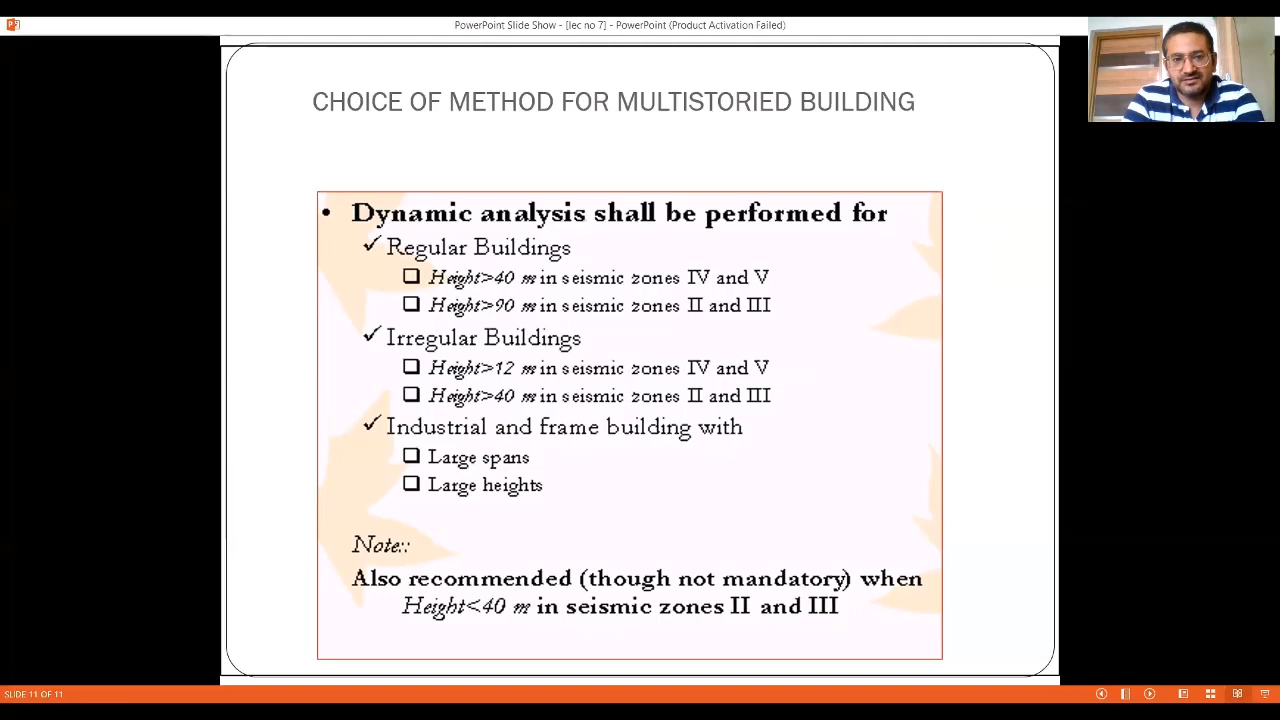 PowerPoint Slide Show - [lec no 7] - PowerPoint (Product Activation Failed)
CHOICE OF METHOD FOR MULTISTORIED BUILDING
• Dynamic analysis shall be performed for
✓ Regular Buildings
❑ Height>40 m in seismic zones IV and V
❑ Height>90 m in seismic zones II and III
✓ Irregular Buildings
❑ Height>12 m in seismic zones IV and V
❑ Height>40 m in seismic zones II and III
✓ Industrial and frame building with
❑ Large spans
❑ Large heights
Note::
Also recommended (though not mandatory) when
Height<40 m in seismic zones II and III
SLIDE 11 OF 11